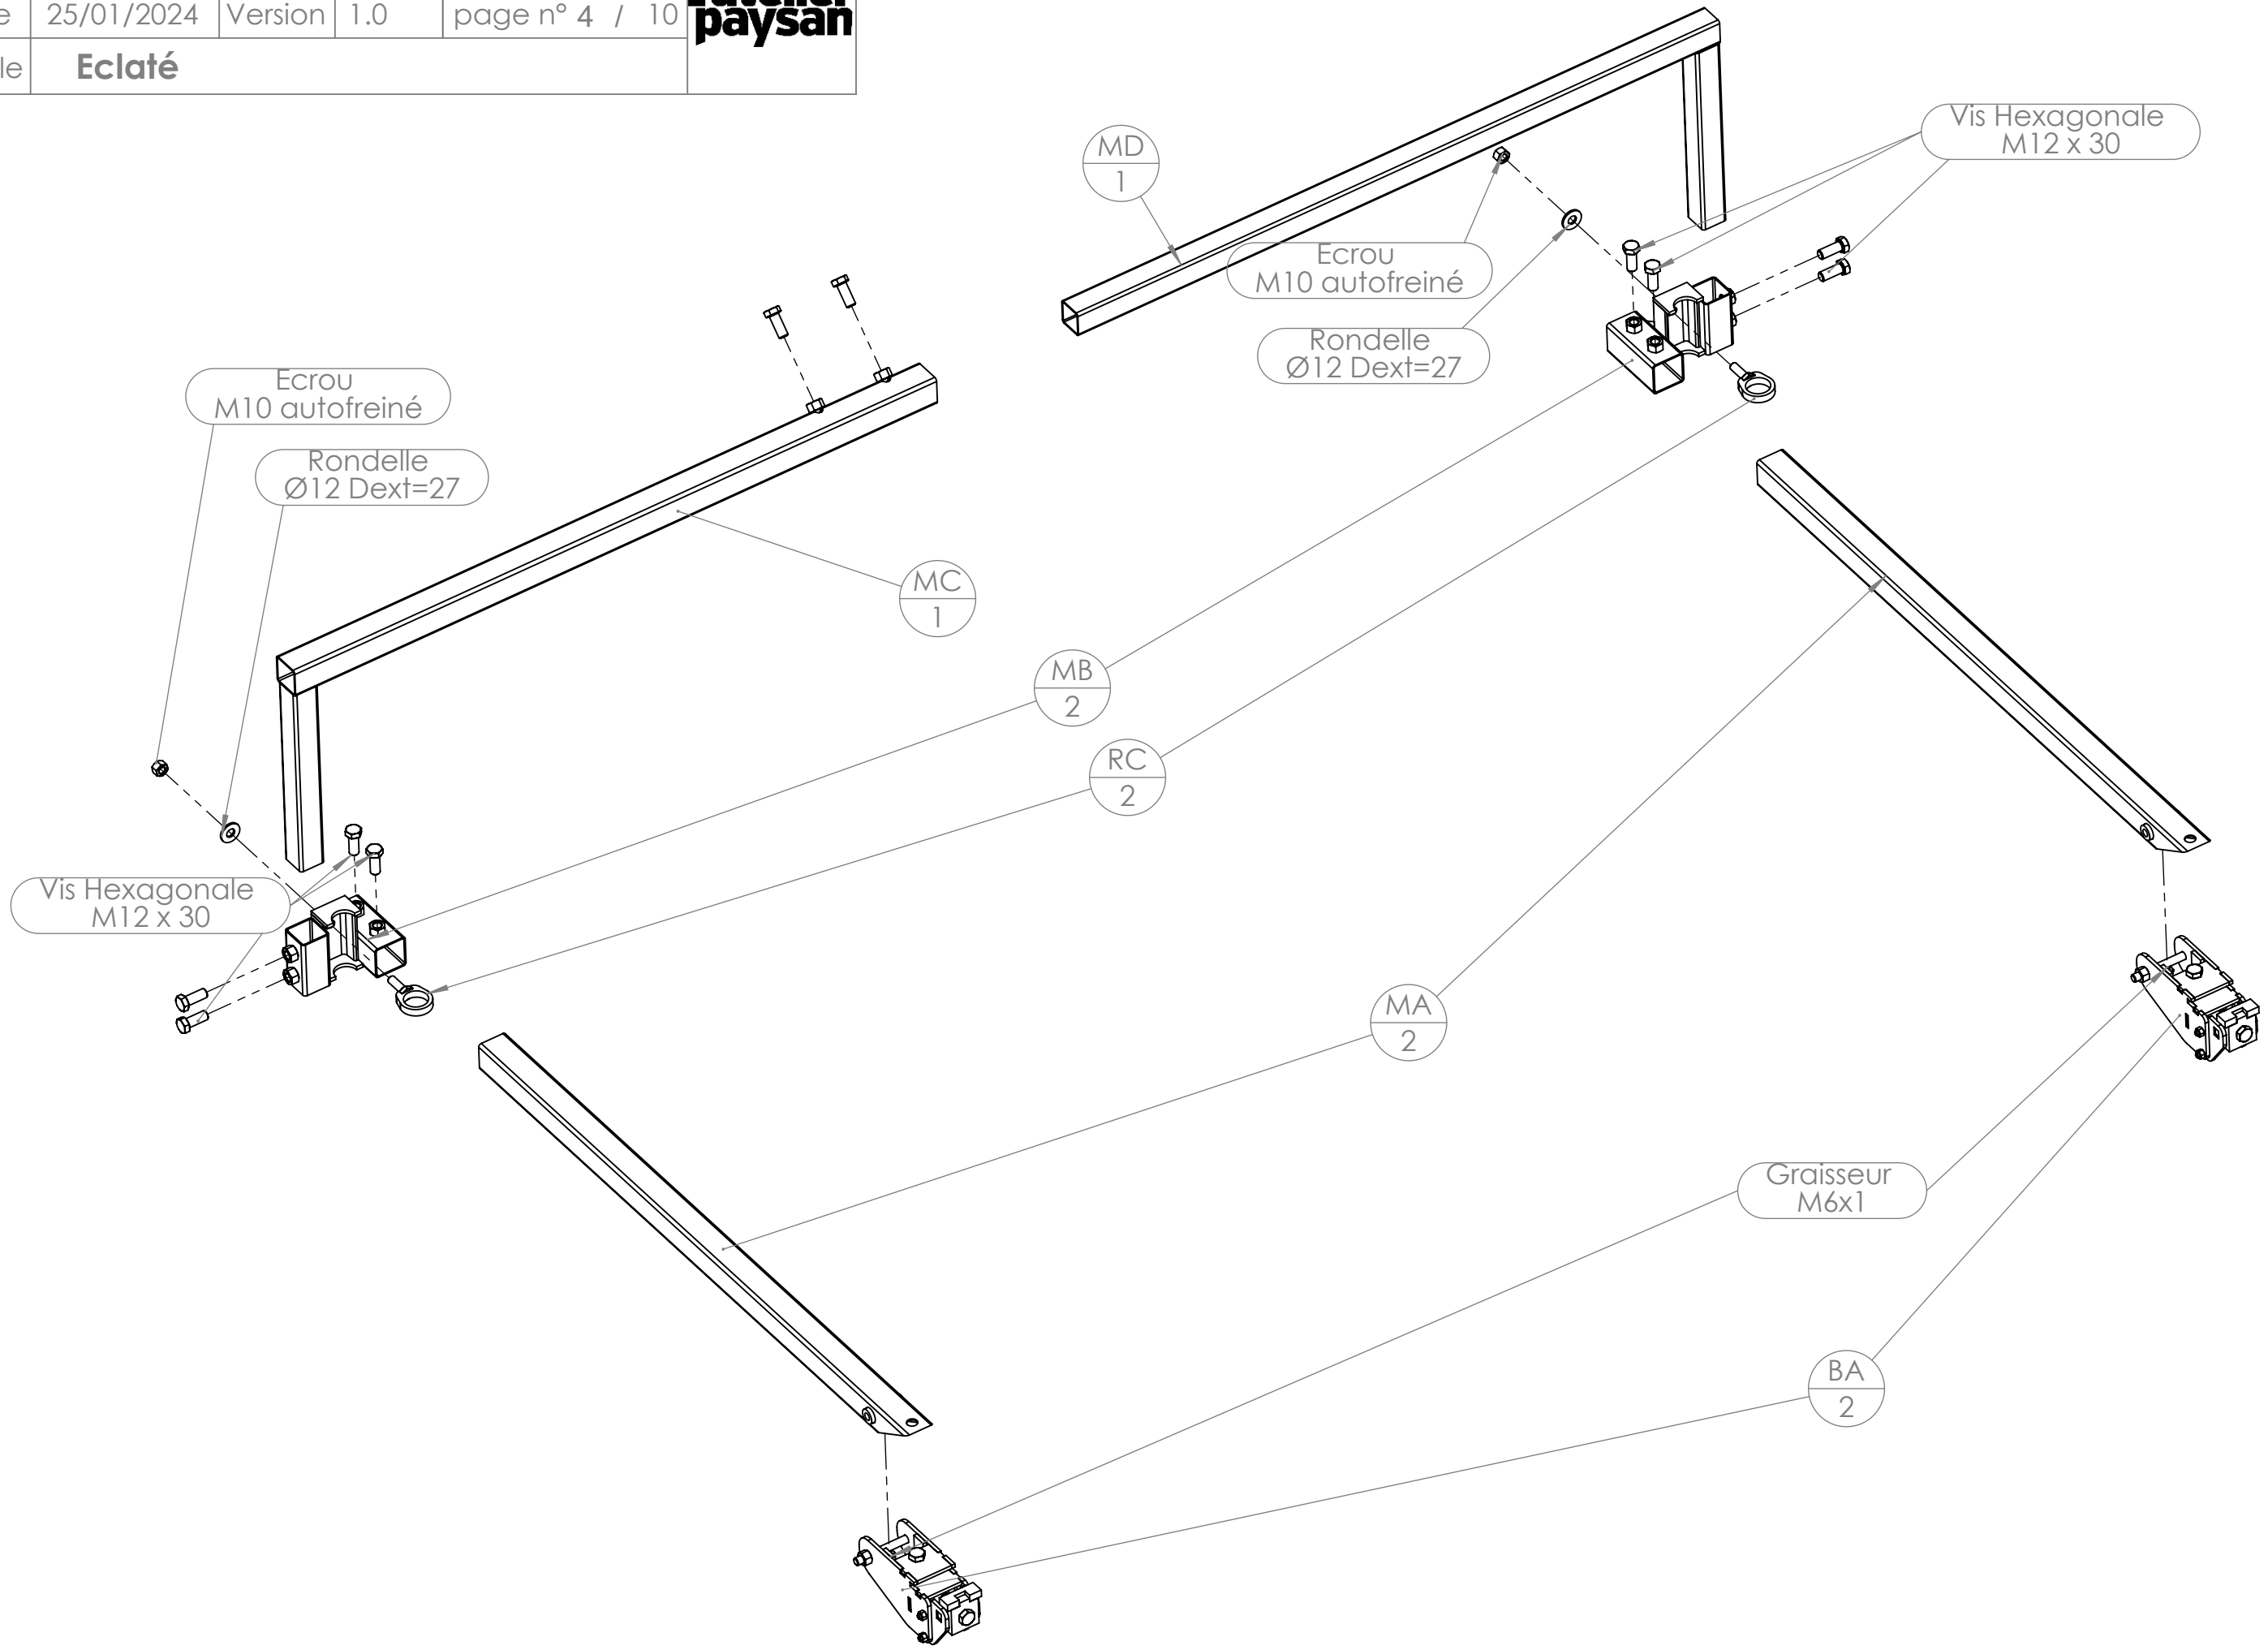 25/01/2024 Version 1.0 page n° 4 / 10
Eclaté
paysan
MD
1
Vis Hexagonale
M12 x 30
Ecrou
M10 autofreiné
Rondelle
Ø12 Dext=27
Ecrou
M10 autofreiné
Rondelle
Ø12 Dext=27
MC
1
MB
2
RC
2
Vis Hexagonale
M12 x 30
MA
2
Graisseur
M6x1
BA
2